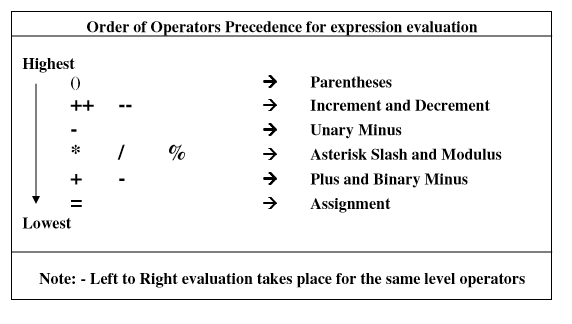 Order of Operators Precedence for expression evaluation
Highest
() → Parentheses
++ -- → Increment and Decrement
- → Unary Minus
* / % → Asterisk Slash and Modulus
+ - → Plus and Binary Minus
= → Assignment
Lowest
Note: - Left to Right evaluation takes place for the same level operators